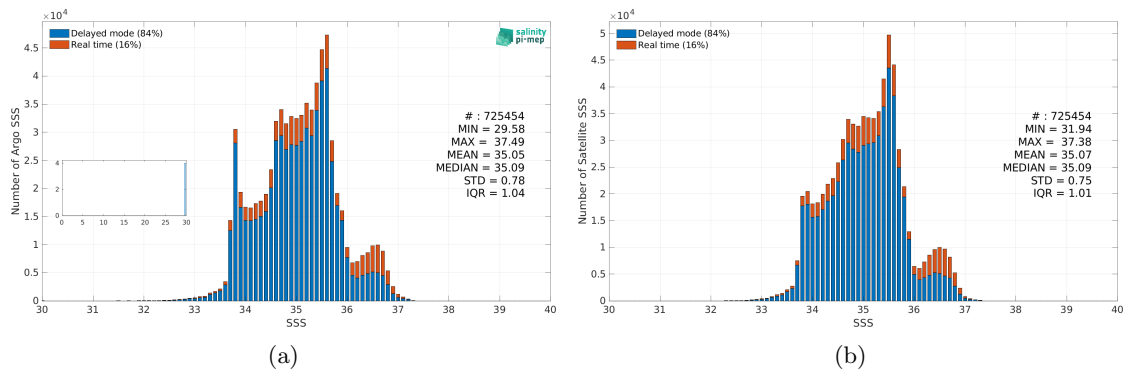 ×10⁴
Delayed mode (84%)
Real time (16%)
salinity
pi-mep
4.5
4
3.5
3
2.5
2
1.5
1
0.5
0
Number of Argo SSS
# : 725454
MIN = 29.58
MAX = 37.49
MEAN = 35.05
MEDIAN = 35.09
STD = 0.78
IQR = 1.04
4
2
0
0 5 10 15 20 25 30
30 31 32 33 34 35 36 37 38 39 40
SSS
(a)
×10⁴
Delayed mode (84%)
Real time (16%)
5
4.5
4
3.5
3
2.5
2
1.5
1
0.5
0
Number of Satellite SSS
# : 725454
MIN = 31.94
MAX = 37.38
MEAN = 35.07
MEDIAN = 35.09
STD = 0.75
IQR = 1.01
30 31 32 33 34 35 36 37 38 39 40
SSS
(b)